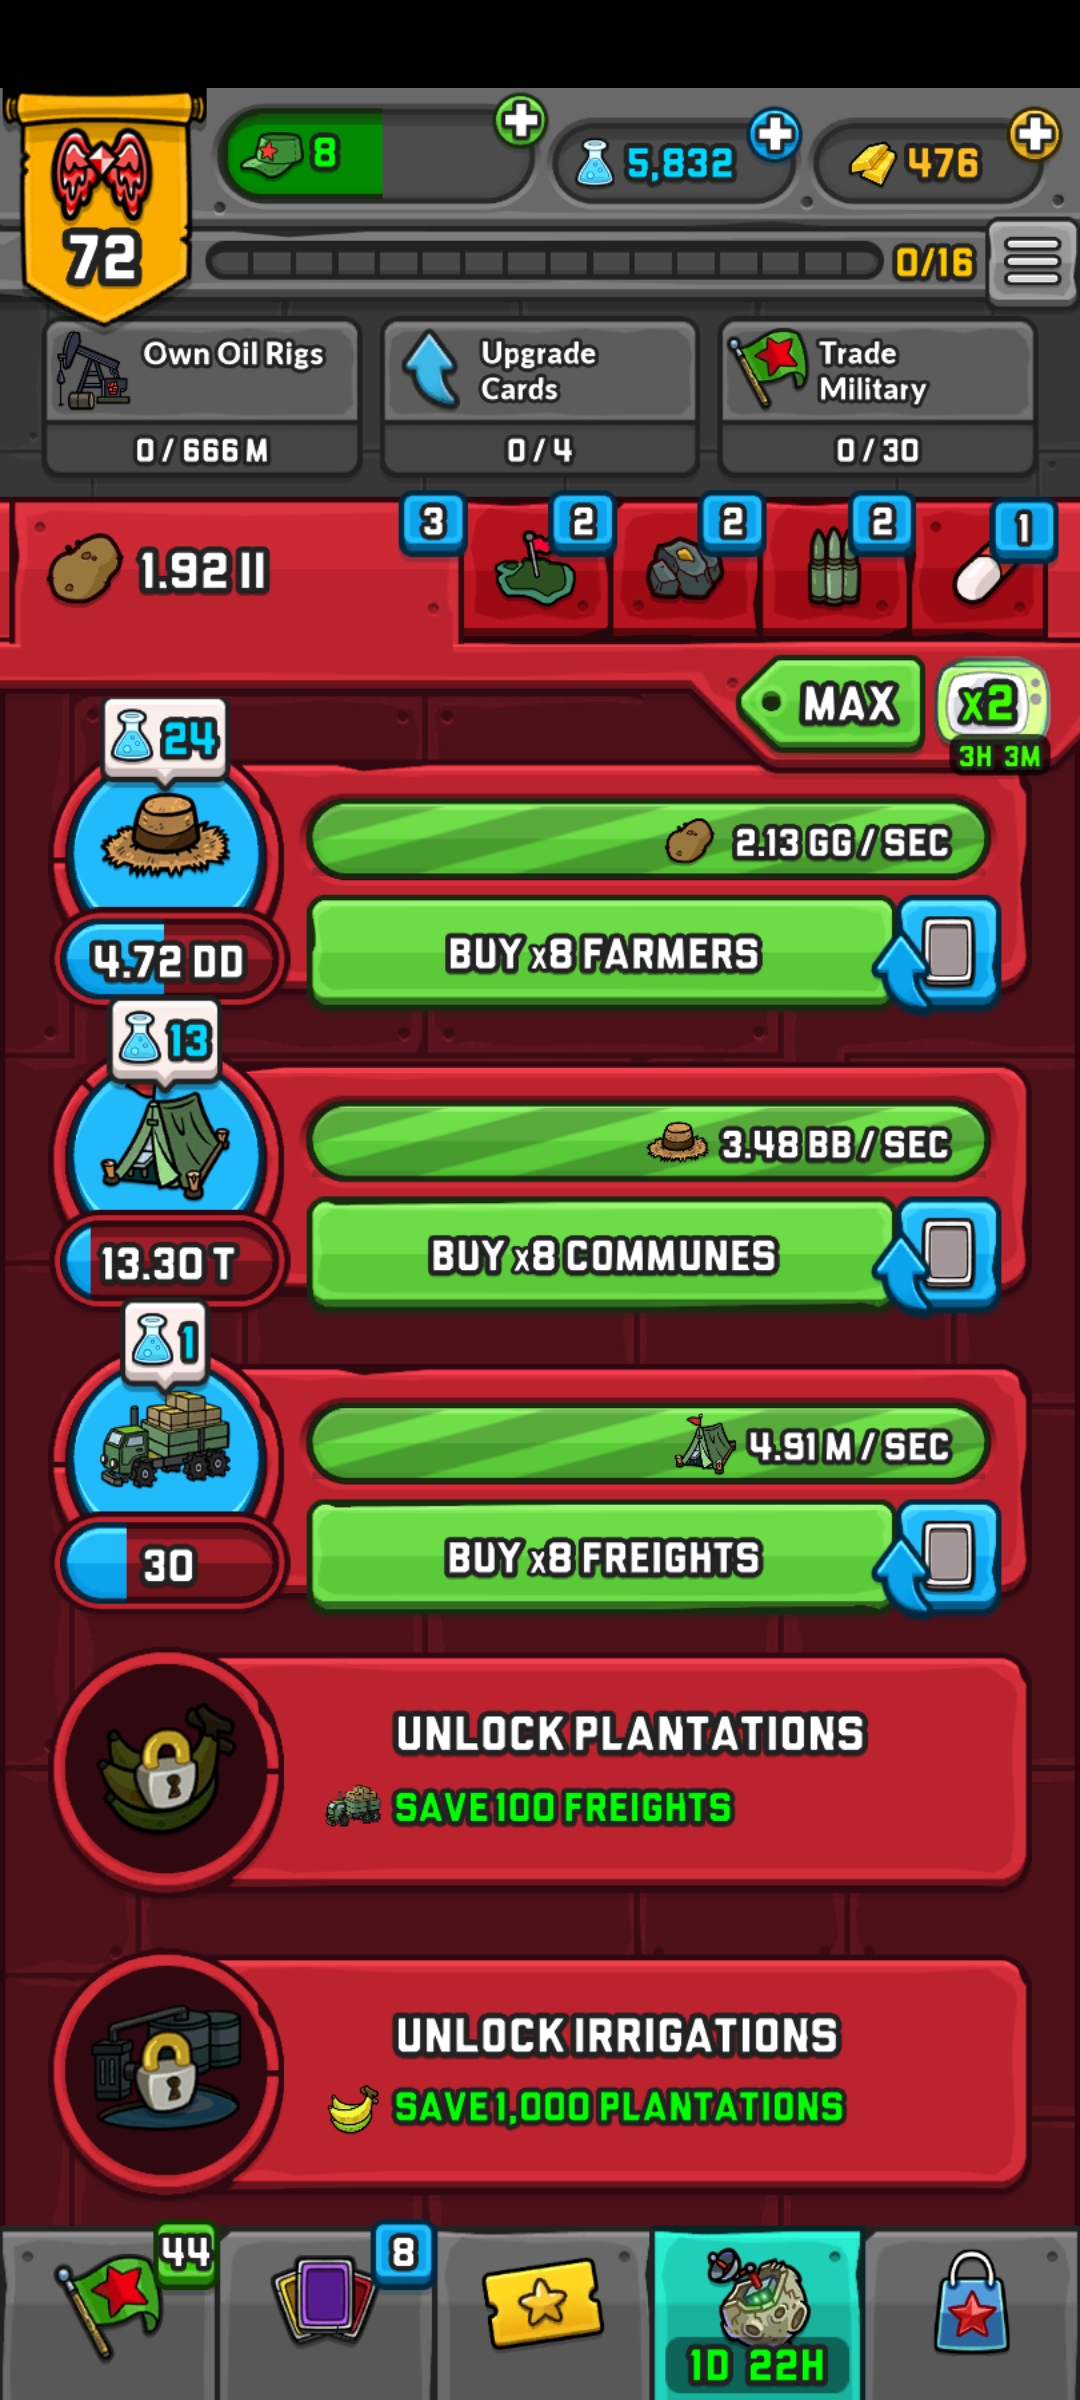 8
5,832
476
72
0/16
Own Oil Rigs
0 / 666 M
Upgrade
Cards
0 / 4
Trade
Military
0 / 30
1.92 II
3
2
2
2
1
MAX
x2
3H 3M
24
2.13 GG / SEC
BUY x8 FARMERS
4.72 DD
13
3.48 BB / SEC
BUY x8 COMMUNES
13.30 T
1
4.91 M / SEC
BUY x8 FREIGHTS
30
UNLOCK PLANTATIONS
SAVE 100 FREIGHTS
UNLOCK IRRIGATIONS
SAVE 1,000 PLANTATIONS
44
8
1D 22H